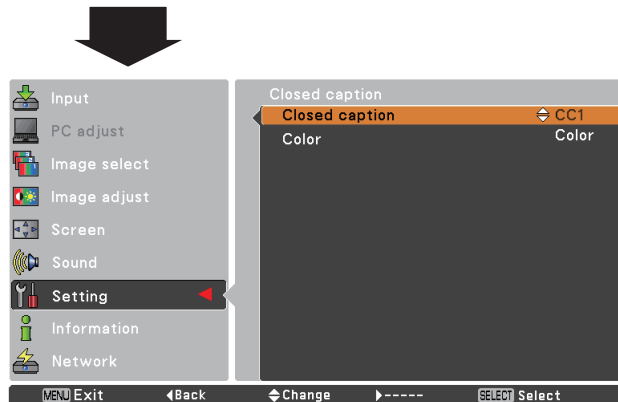 Input
PC adjust
Image select
Image adjust
Screen
Sound
Setting
Information
Network
Closed caption
Closed caption CC1
Color Color
MENU Exit ◀Back Change ▶----- SELECT Select